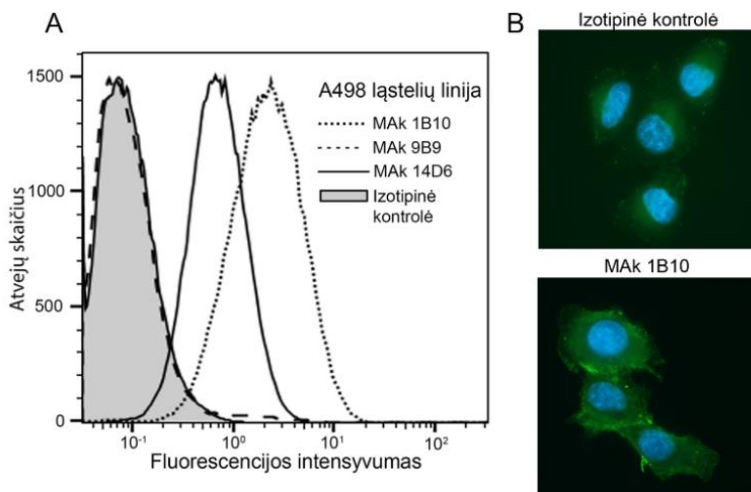 A
B
Izotipinė kontrolė
1500
1000
500
0
Atvejų skaičius
A498 ląstelių linija
MAk 1B10
MAk 9B9
MAk 14D6
Izotipinė
kontrolė
10⁻¹
10⁰
10¹
10²
Fluorescencijos intensyvumas
MAk 1B10